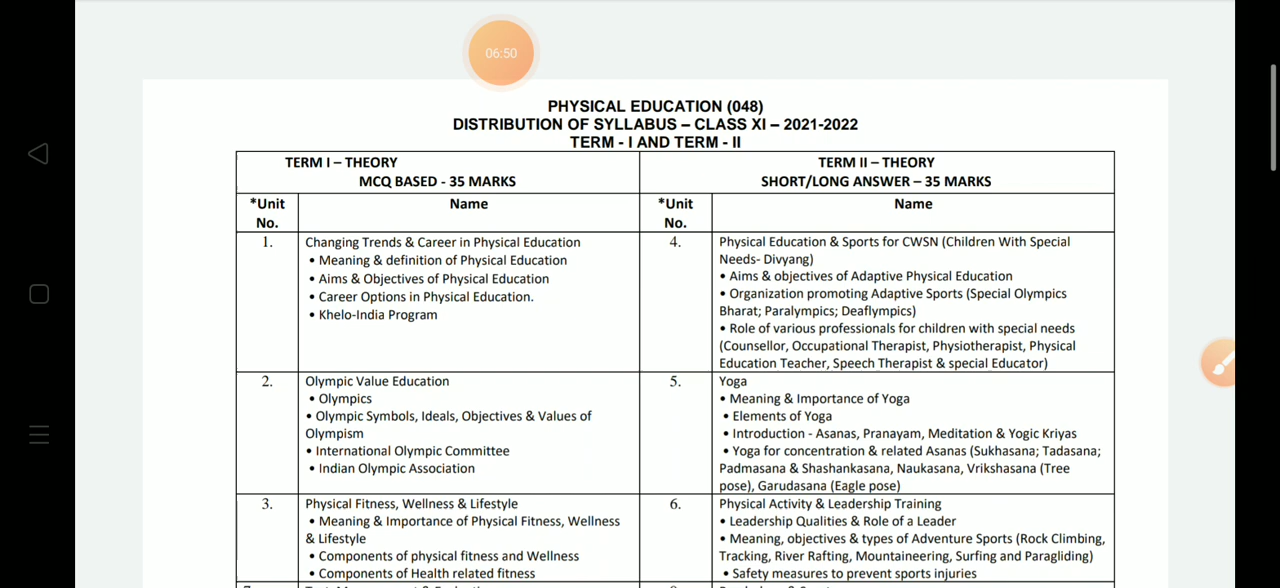 06:50
PHYSICAL EDUCATION (048)
DISTRIBUTION OF SYLLABUS – CLASS XI – 2021-2022
TERM - I AND TERM - II
TERM I – THEORY
MCQ BASED - 35 MARKS
TERM II – THEORY
SHORT/LONG ANSWER – 35 MARKS
*Unit
No.
Name
*Unit
No.
Name
1.
Changing Trends & Career in Physical Education
• Meaning & definition of Physical Education
• Aims & Objectives of Physical Education
• Career Options in Physical Education.
• Khelo-India Program
4.
Physical Education & Sports for CWSN (Children With Special
Needs- Divyang)
• Aims & objectives of Adaptive Physical Education
• Organization promoting Adaptive Sports (Special Olympics
Bharat; Paralympics; Deaflympics)
• Role of various professionals for children with special needs
(Counsellor, Occupational Therapist, Physiotherapist, Physical
Education Teacher, Speech Therapist & special Educator)
2.
Olympic Value Education
• Olympics
• Olympic Symbols, Ideals, Objectives & Values of
Olympism
• International Olympic Committee
• Indian Olympic Association
5.
Yoga
• Meaning & Importance of Yoga
• Elements of Yoga
• Introduction - Asanas, Pranayam, Meditation & Yogic Kriyas
• Yoga for concentration & related Asanas (Sukhasana; Tadasana;
Padmasana & Shashankasana, Naukasana, Vrikshasana (Tree
pose), Garudasana (Eagle pose)
3.
Physical Fitness, Wellness & Lifestyle
• Meaning & Importance of Physical Fitness, Wellness
& Lifestyle
• Components of physical fitness and Wellness
• Components of Health related fitness
6.
Physical Activity & Leadership Training
• Leadership Qualities & Role of a Leader
• Meaning, objectives & types of Adventure Sports (Rock Climbing,
Tracking, River Rafting, Mountaineering, Surfing and Paragliding)
• Safety measures to prevent sports injuries